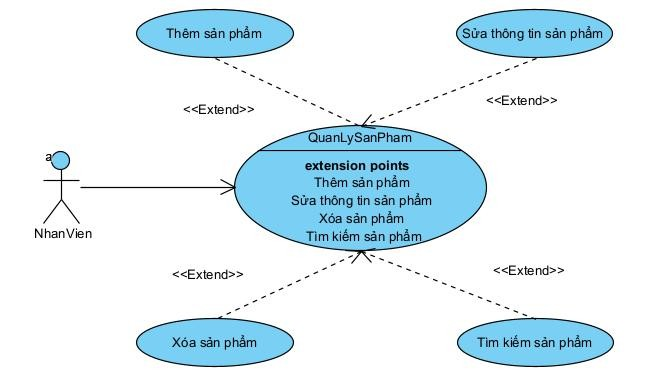 Thêm sản phẩm
Sửa thông tin sản phẩm
<<Extend>>
<<Extend>>
QuanLySanPham
extension points
Thêm sản phẩm
Sửa thông tin sản phẩm
Xóa sản phẩm
Tìm kiếm sản phẩm
a
NhanVien
<<Extend>>
<<Extend>>
Xóa sản phẩm
Tìm kiếm sản phẩm